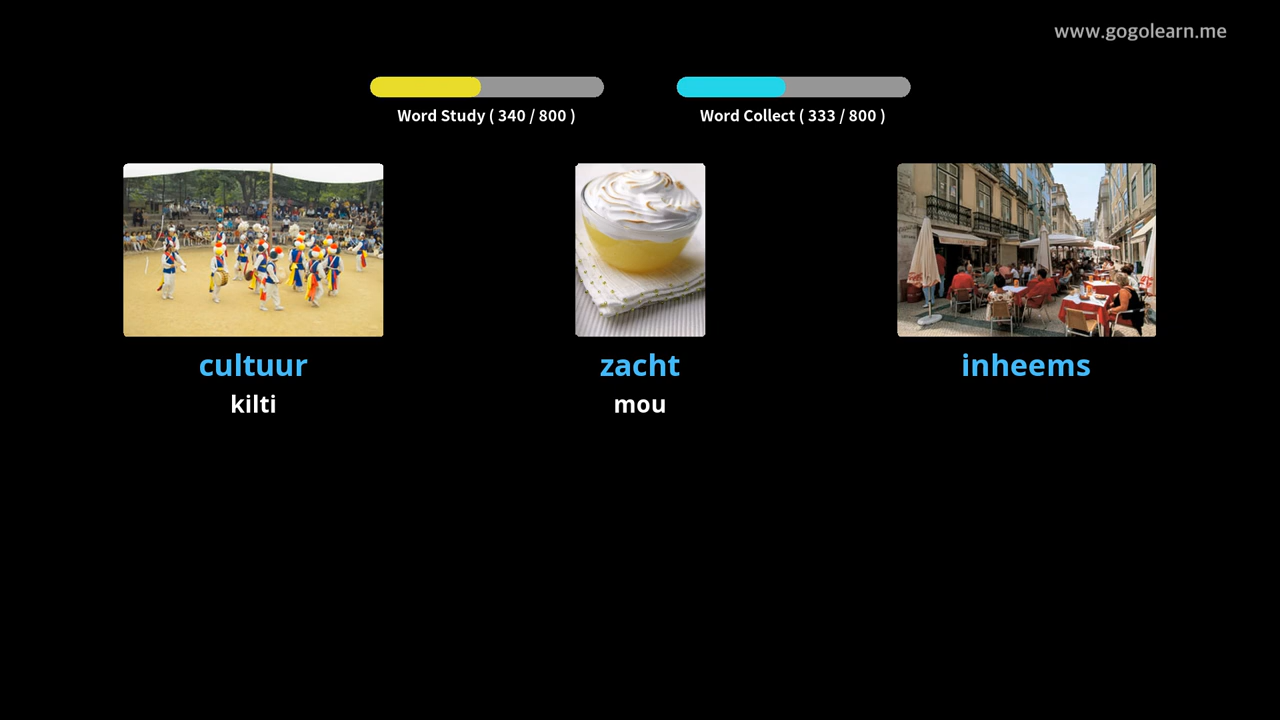 www.gogolearn.me
Word Study ( 340 / 800 )
Word Collect ( 333 / 800 )
cultuur
zacht
inheems
kilti
mou